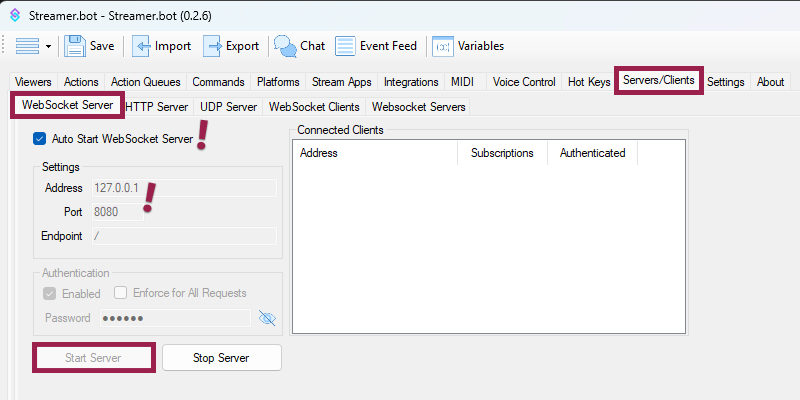 Streamer.bot - Streamer.bot (0.2.6)
Save Import Export Chat Event Feed Variables
Viewers Actions Action Queues Commands Platforms Stream Apps Integrations MIDI Voice Control Hot Keys Servers/Clients Settings About
WebSocket Server HTTP Server UDP Server WebSocket Clients Websocket Servers
Auto Start WebSocket Server !
Settings
Address 127.0.0.1
Port 8080 !
Endpoint /
Authentication
Enabled Enforce for All Requests
Password ●●●●●●
Start Server Stop Server
Connected Clients
Address Subscriptions Authenticated